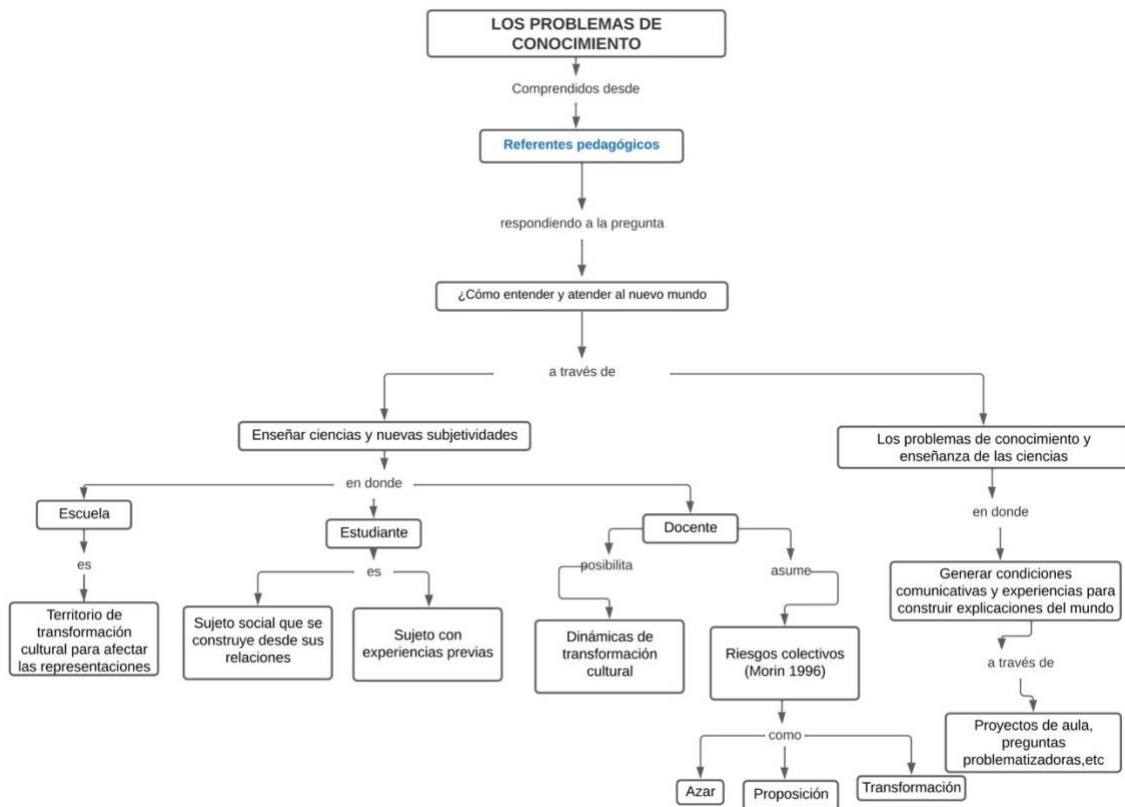 LOS PROBLEMAS DE
CONOCIMIENTO
Comprendidos desde
Referentes pedagógicos
respondiendo a la pregunta
¿Cómo entender y atender al nuevo mundo
a través de
Enseñar ciencias y nuevas subjetividades
Los problemas de conocimiento y
enseñanza de las ciencias
en donde
en donde
Escuela
Estudiante
Docente
es
es
posibilita
asume
Generar condiciones
comunicativas y experiencias para
construir explicaciones del mundo
Territorio de
transformación
cultural para afectar
las representaciones
Sujeto social que se
construye desde sus
relaciones
Sujeto con
experiencias previas
Dinámicas de
transformación
cultural
Riesgos colectivos
(Morin 1996)
a través de
como
Proyectos de aula,
preguntas
problematizadoras,etc
Azar
Proposición
Transformación